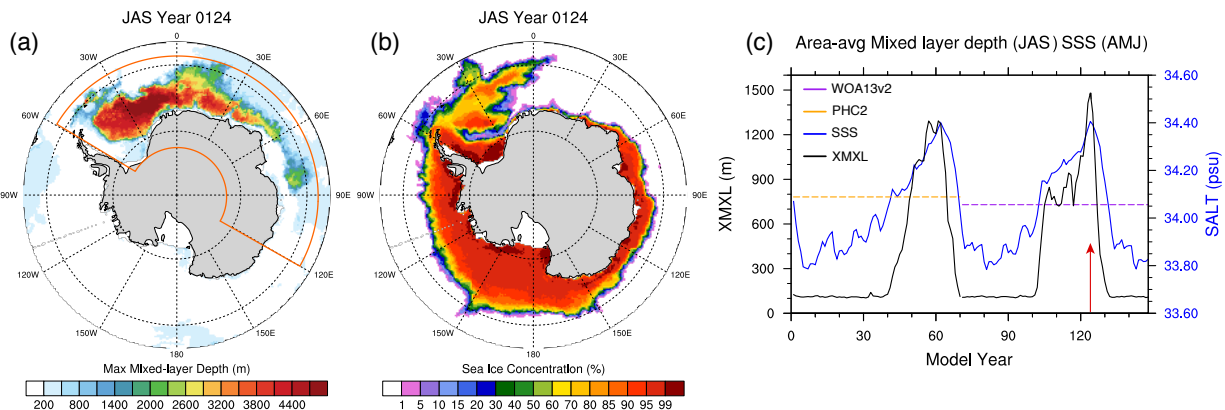 JAS Year 0124
(a)
0
30W
30E
60W
60E
90W
90E
120W
120E
150W
150E
180
Max Mixed-layer Depth (m)
200 800 1400 2000 2600 3200 3800 4400
JAS Year 0124
(b)
0
30W
30E
60W
60E
90W
90E
120W
120E
150W
150E
180
Sea Ice Concentration (%)
1 5 10 15 20 30 40 50 60 70 80 85 90 95 99
(c) Area-avg Mixed layer depth (JAS) SSS (AMJ)
WOA13v2
PHC2
SSS
XMXL
XMXL (m)
1500
1200
900
600
300
0
SALT (psu)
34.60
34.40
34.20
34.00
33.80
33.60
0 30 60 90 120
Model Year